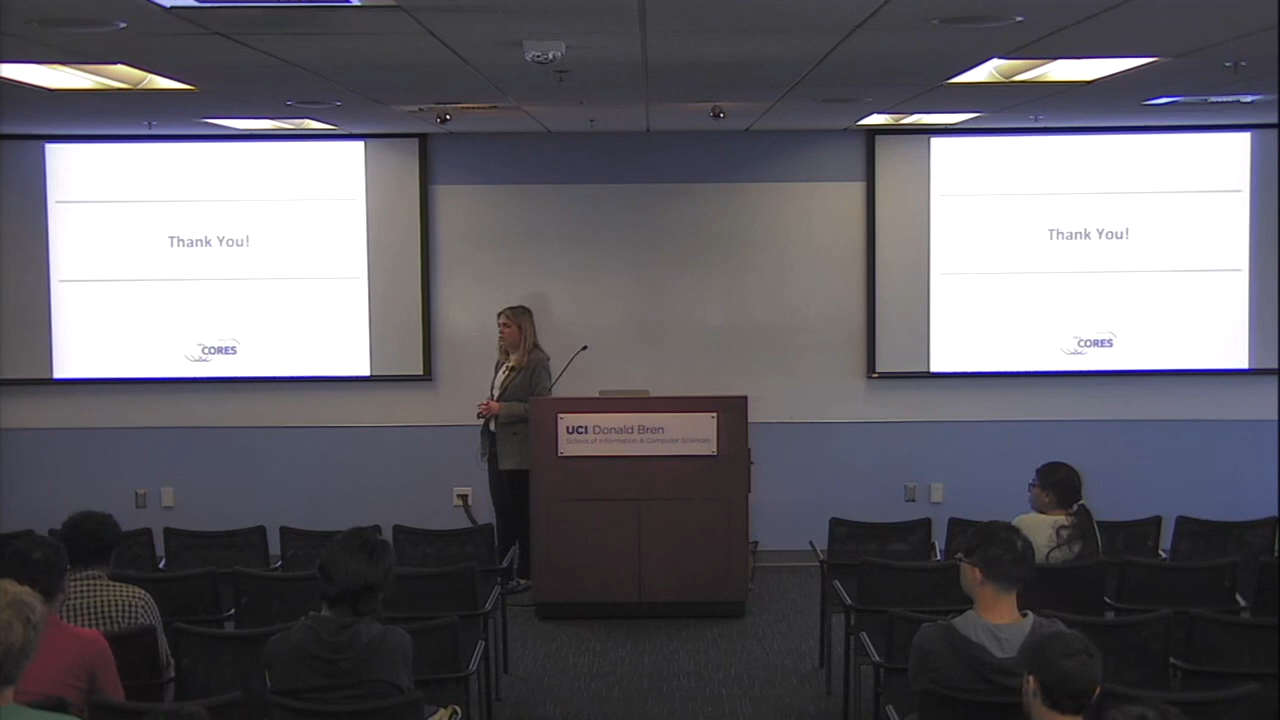 Thank You!
CORES
Thank You!
CORES
UCI Donald Bren
School of Information & Computer Sciences